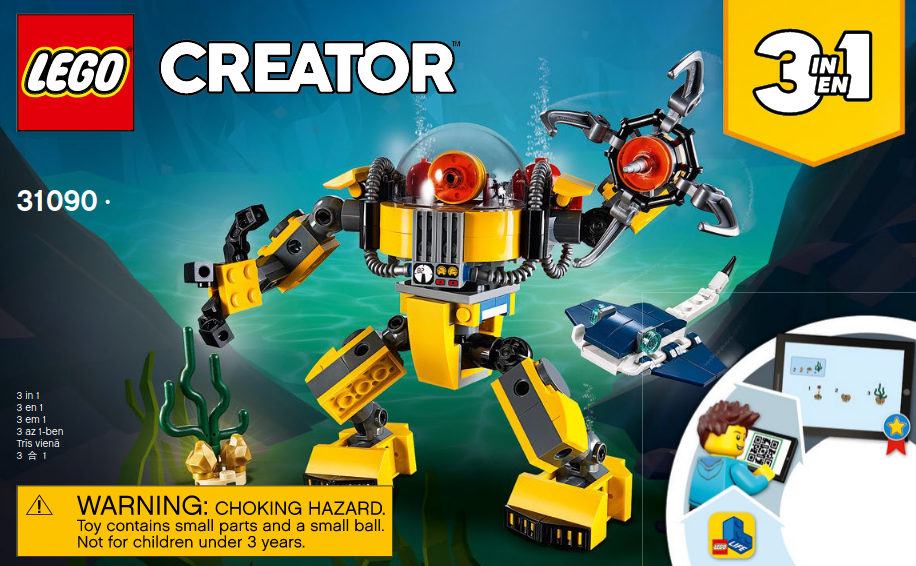 LEGO®
CREATOR™
3 IN EN 1
31090 ·
3 in 1
3 en 1
3 em 1
3 az 1-ben
Trīs vienā
3 合 1
WARNING: CHOKING HAZARD.
Toy contains small parts and a small ball.
Not for children under 3 years.
LEGO LIFE